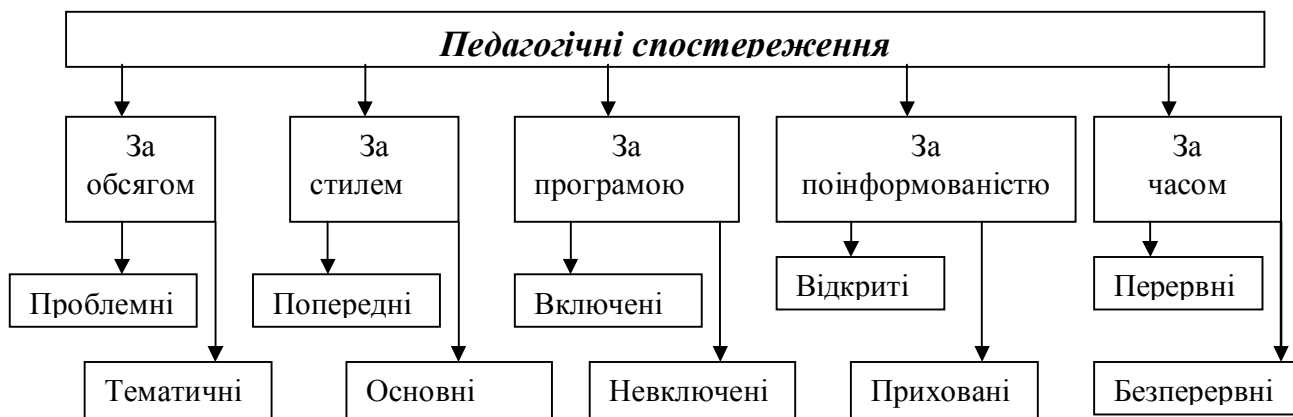 Педагогічні спостереження
За
обсягом
За
стилем
За
програмою
За
поінформованістю
За
часом
Проблемні
Попередні
Включені
Відкриті
Перервні
Тематичні
Основні
Невключені
Приховані
Безперервні